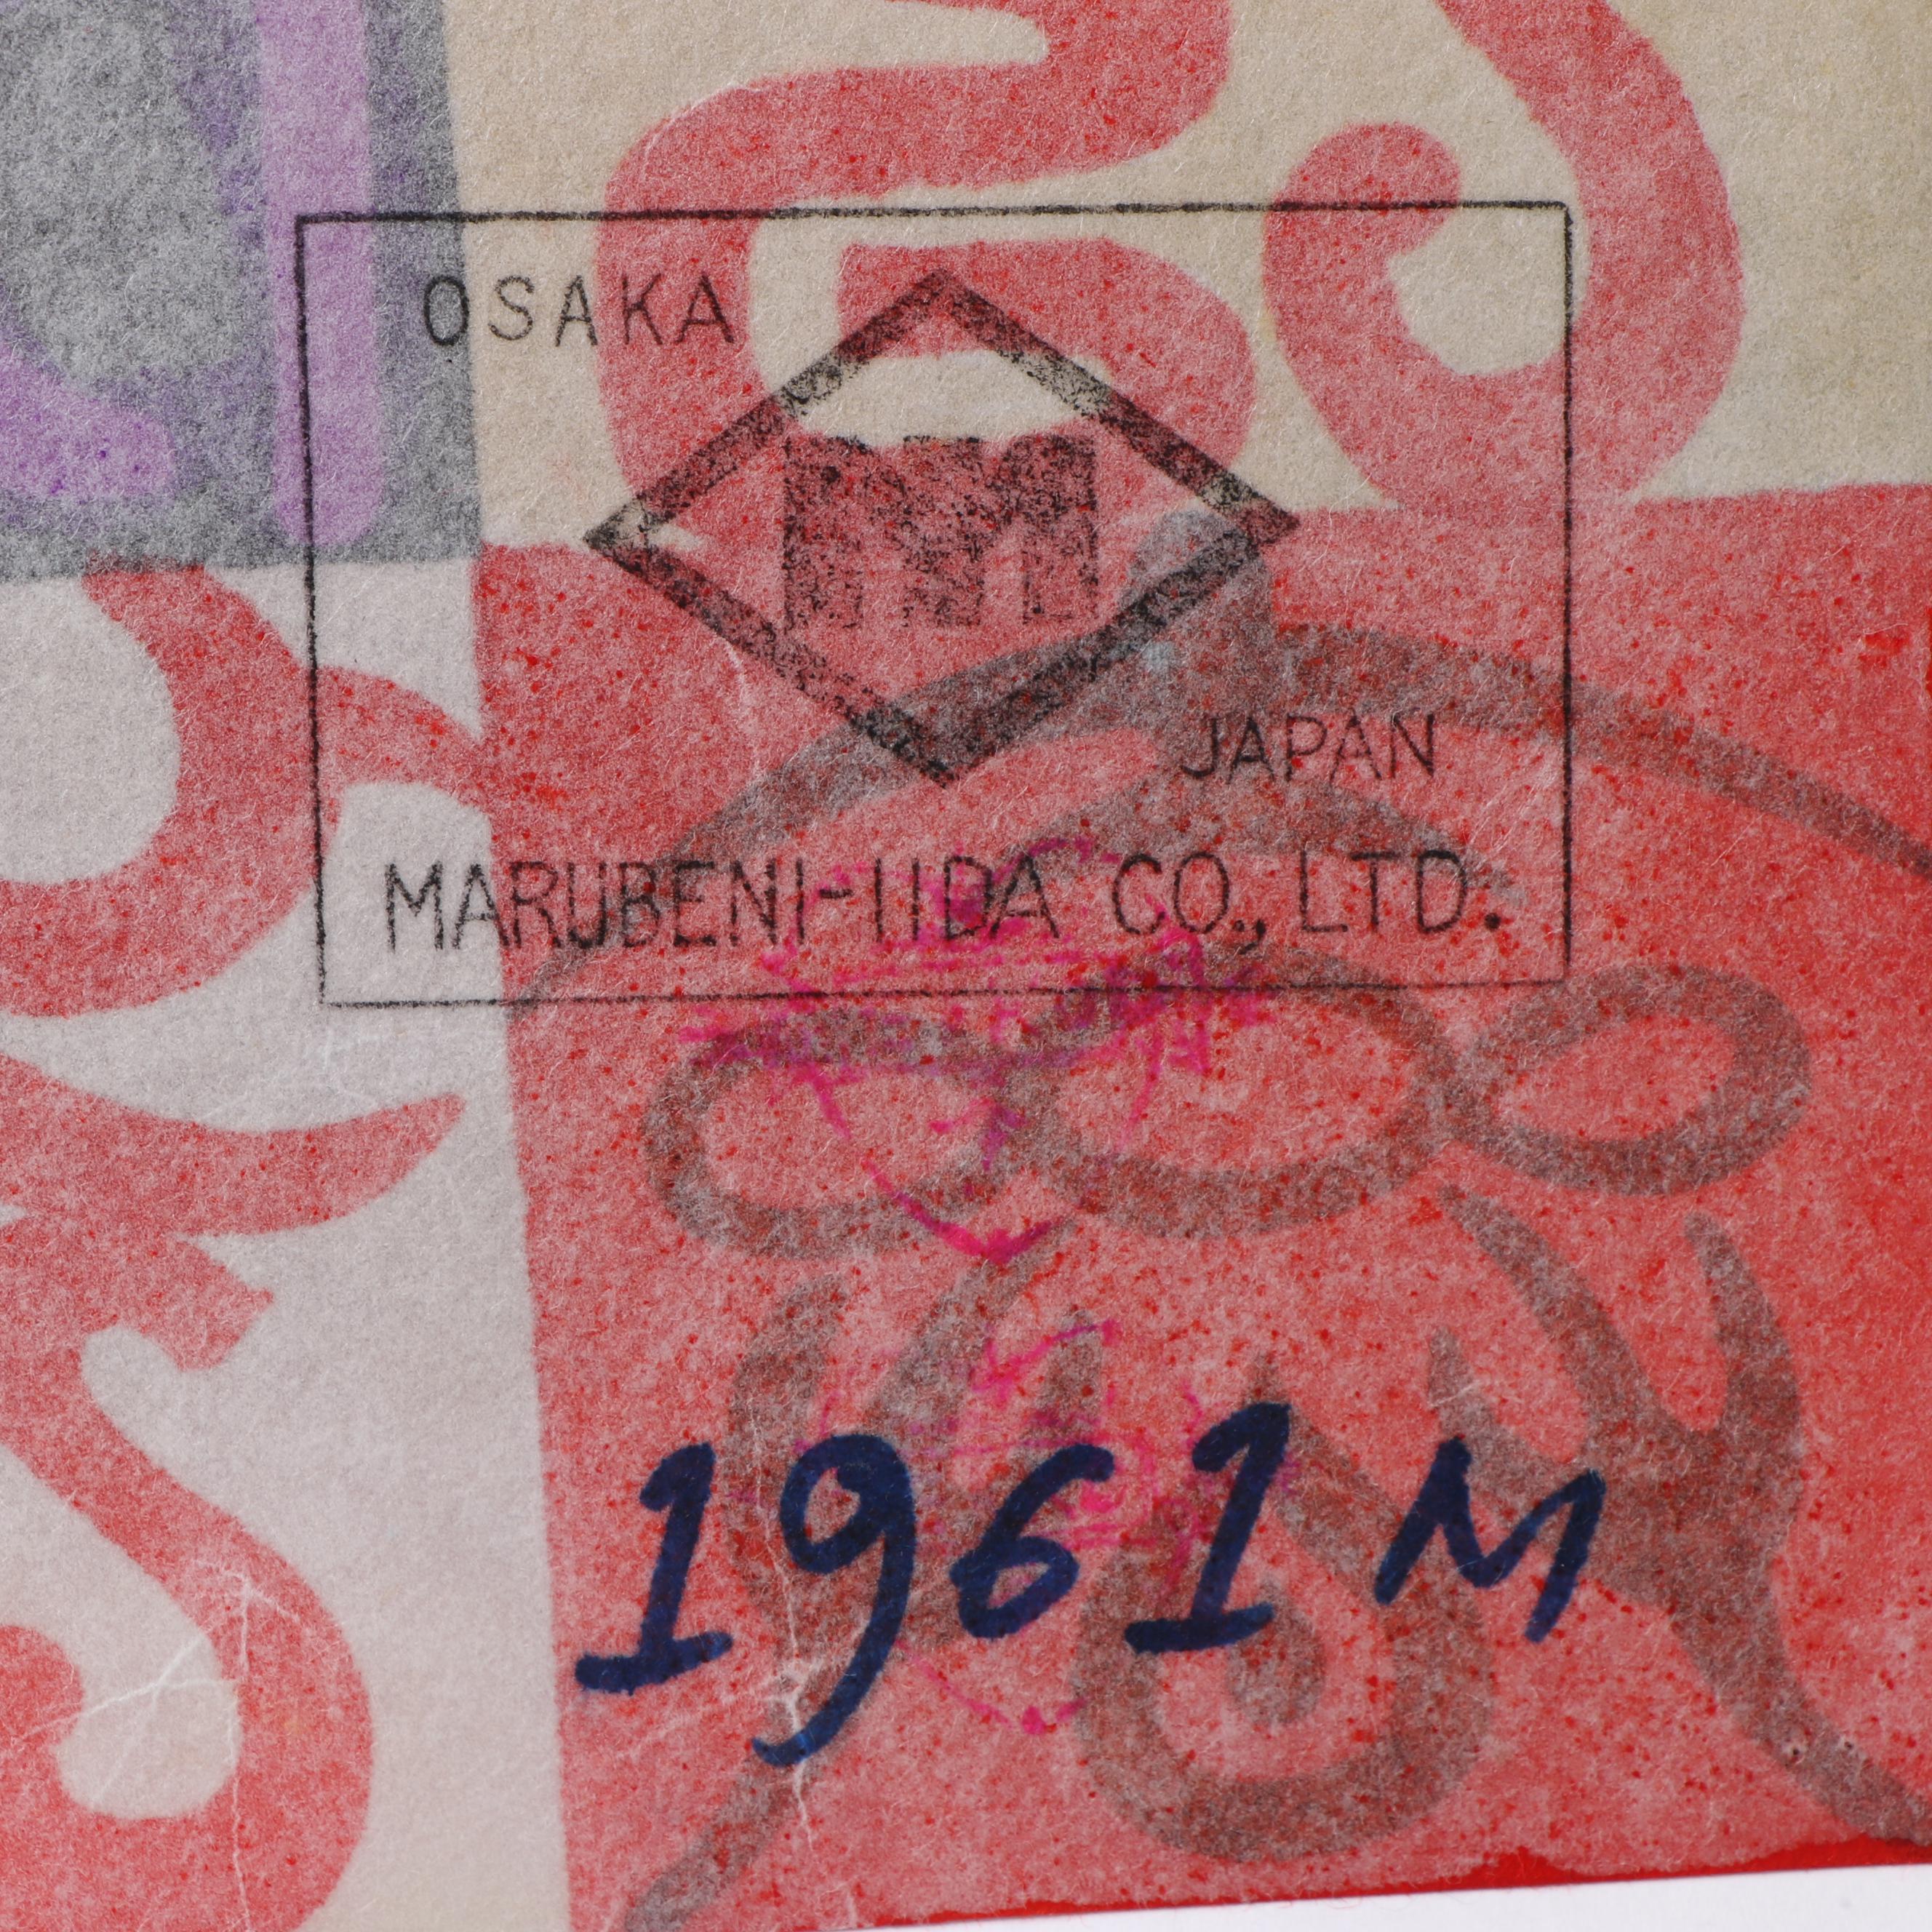 OSAKA
M
JAPAN
MARUBENI-IIDA CO., LTD.
1961 M